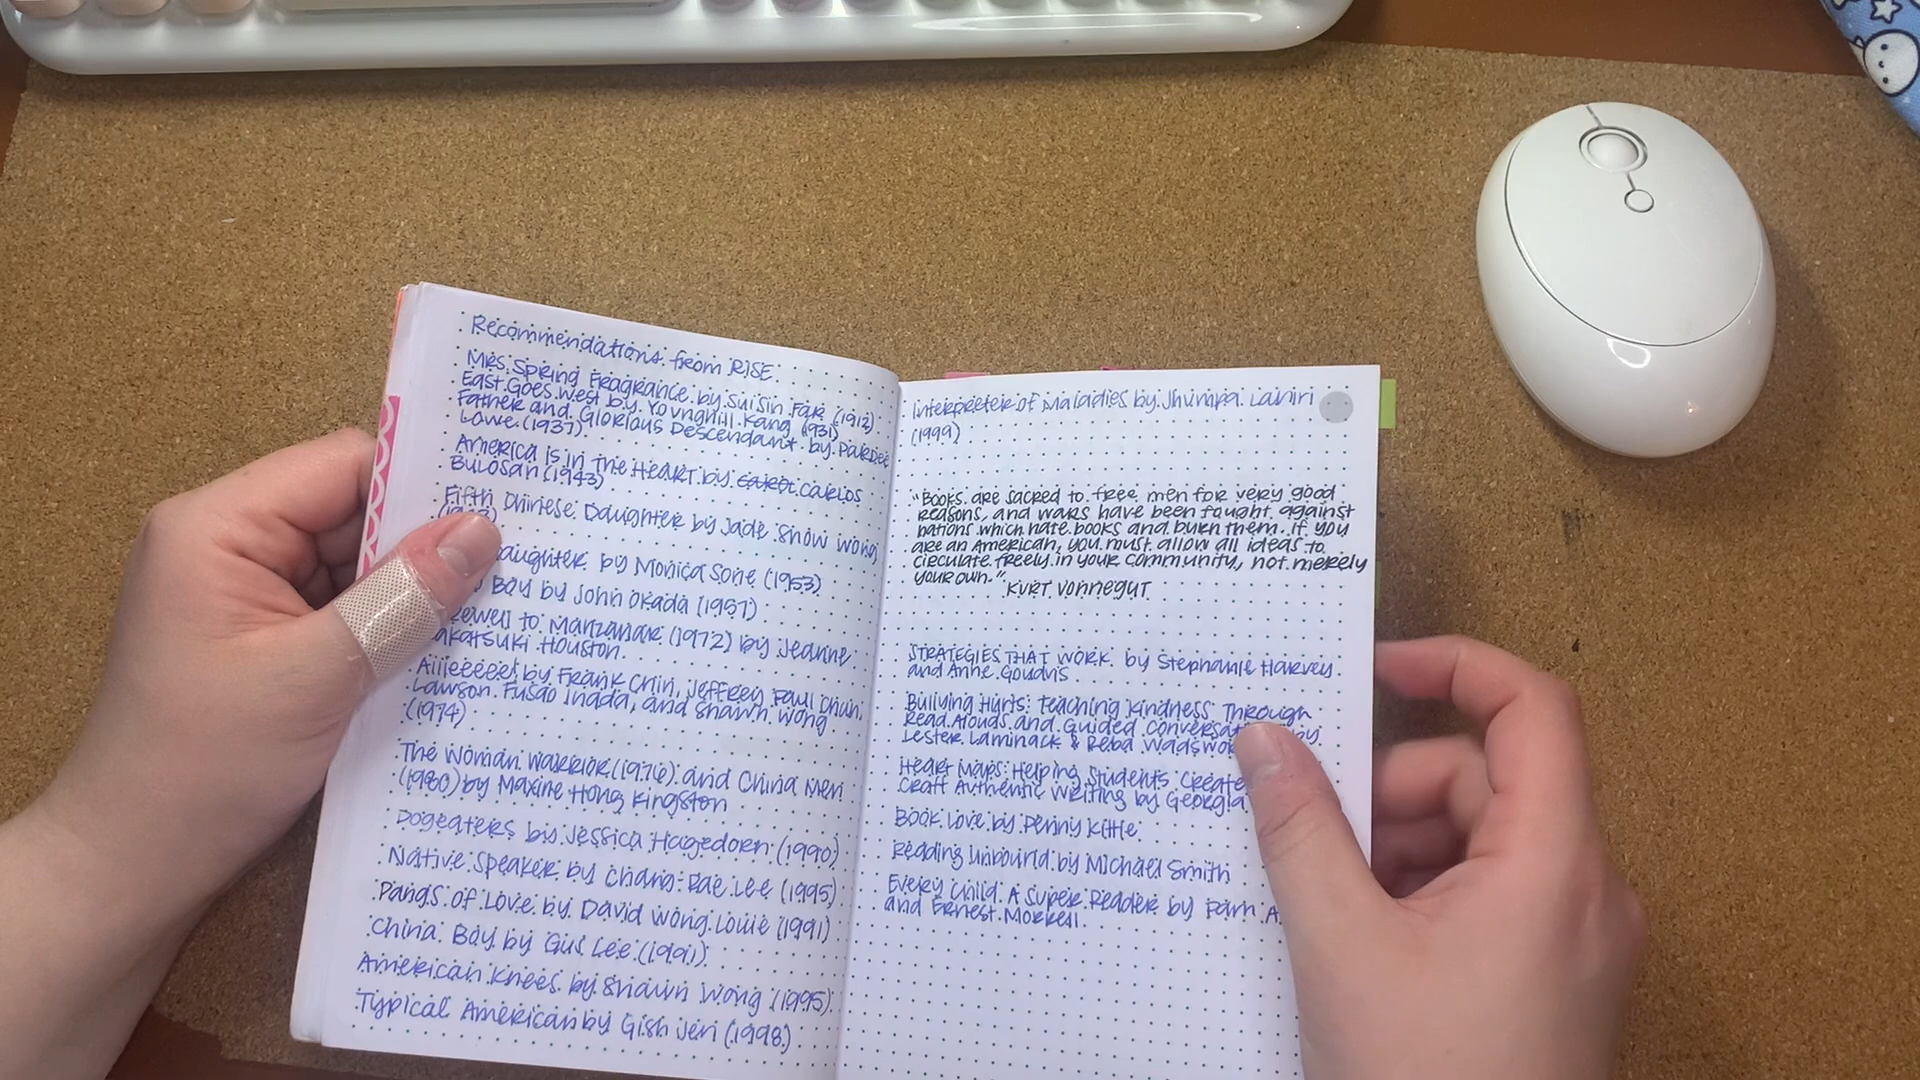 Recommendations from RISE
Mrs. Spring Fragrance by Sui Sin Far (1912)
East Goes West by Younghill Kang (1931)
Father and Glorious Descendant by Pardee
Lowe (1937)
America is in the Heart by Carlos
Bulosan (1943)
Fifth Chinese Daughter by Jade Snow Wong
Daughter by Monica Sone (1953)
Boy by John Okada (1957)
to Manzanar (1972) by Jeanne
Houston
Aiiieeeee! by Frank Chin, Jeffrey Paul Chan,
Lawson Fusao Inada, and Shawn Wong
(1974)
The Woman Warrior (1976) and China Men
(1980) by Maxine Hong Kingston
Dogeaters by Jessica Hagedorn (1990)
Native Speaker by Chang-Rae Lee (1995)
Pangs of Love by David Wong Louie (1991)
China Boy by Gus Lee (1991)
American Knees by Shawn Wong (1995)
Typical American by Gish Jen (1998)
Interpreter of Maladies by Jhumpa Lahiri
(1999)
"Books are sacred to free men for very good
reasons, and wars have been fought against
nations which hate books and burn them. If you
are an American, you must allow all ideas to
circulate freely in your community, not merely
your own."
Kurt Vonnegut
STRATEGIES THAT WORK by Stephanie Harvey
and Anne Goudvis
Bullying Hurts: Teaching Kindness Through
Read Alouds and Guided by
Lester Laminack & Reba
Heart Maps: Helping Students Create
Craft Authentic Writing by Georgia
Book Love by Penny Kittle
Reading Unbound by Michael Smith
Every Child A Super Reader by Pam A.
and Ernest Morrell